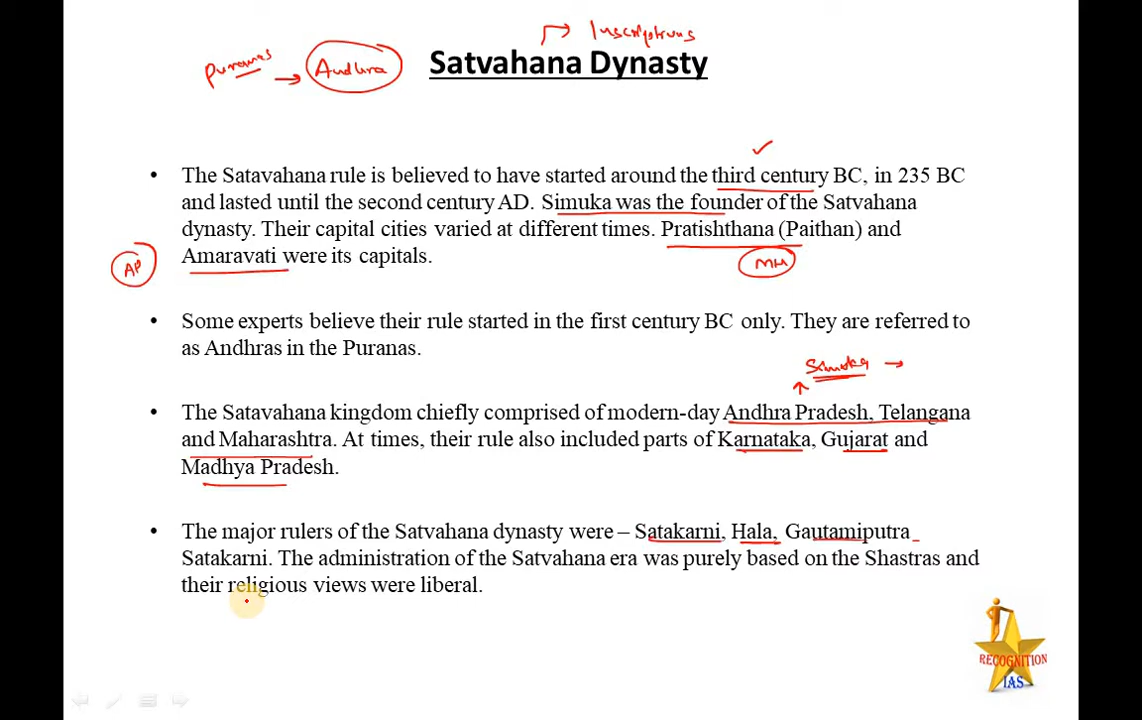 Inscriptions
Puranas → Andhra
Satvahana Dynasty
• The Satavahana rule is believed to have started around the third century BC, in 235 BC
and lasted until the second century AD. Simuka was the founder of the Satvahana
dysnasty. Their capital cities varied at different times. Pratishthana (Paithan) and
Amaravati were its capitals.
AP
MH
• Some experts believe their rule started in the first century BC only. They are referred to
as Andhras in the Puranas.
Simuka →
• The Satavahana kingdom chiefly comprised of modern-day Andhra Pradesh, Telangana
and Maharashtra. At times, their rule also included parts of Karnataka, Gujarat and
Madhya Pradesh.
• The major rulers of the Satvahana dynasty were – Satakarni, Hala, Gautamiputra
Satakarni. The administration of the Satvahana era was purely based on the Shastras and
their religious views were liberal.
RECOGNITION
IAS